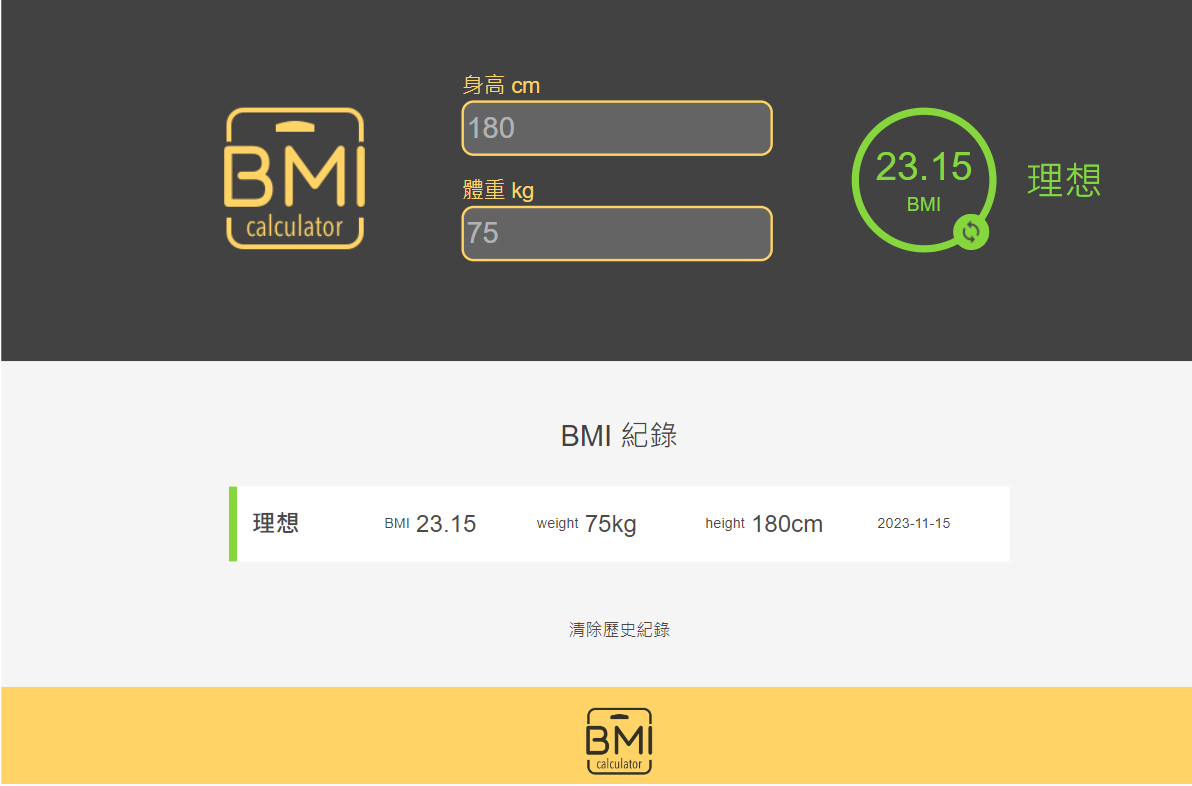 BMI
calculator
身高 cm
180
體重 kg
75
23.15
BMI
理想
BMI 紀錄
理想 BMI 23.15 weight 75kg height 180cm 2023-11-15
清除歷史紀錄
BMI
calculator